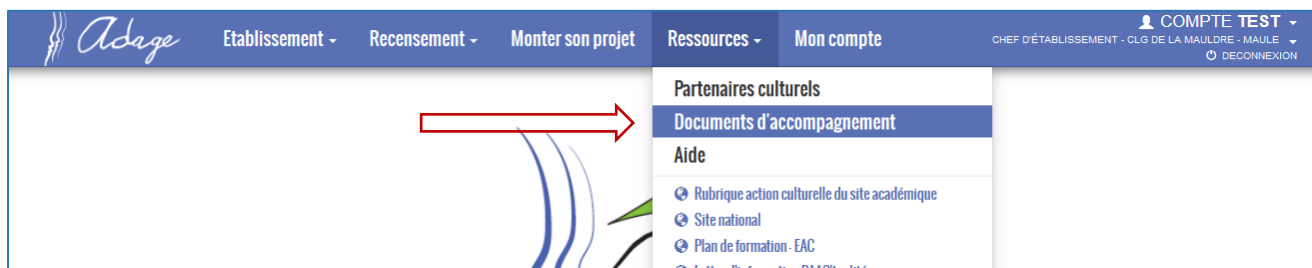 Adage
Etablissement
Recensement
Monter son projet
Ressources
Mon compte
COMPTE TEST
CHEF D'ÉTABLISSEMENT - CLG DE LA MAULDRE - MAULE
DECONNEXION
Partenaires culturels
Documents d'accompagnement
Aide
Rubrique action culturelle du site académique
Site national
Plan de formation - EAC